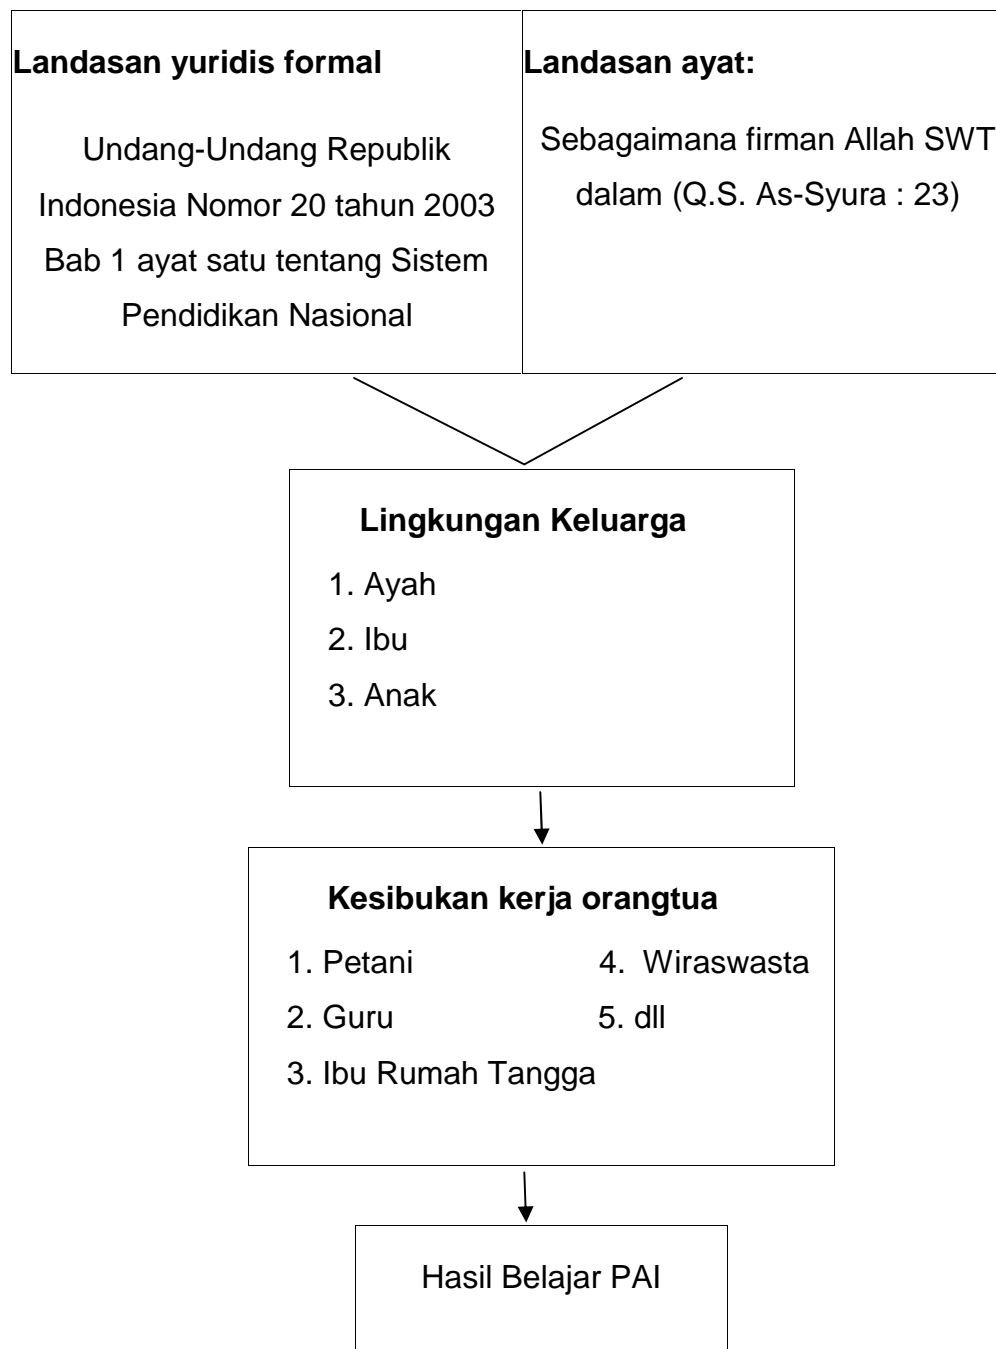 Landasan yuridis formal
Undang-Undang Republik
Indonesia Nomor 20 tahun 2003
Bab 1 ayat satu tentang Sistem
Pendidikan Nasional
Landasan ayat:
Sebagaimana firman Allah SWT
dalam (Q.S. As-Syura : 23)
Lingkungan Keluarga
1. Ayah
2. Ibu
3. Anak
Kesibukan kerja orangtua
1. Petani 4. Wiraswasta
2. Guru 5. dll
3. Ibu Rumah Tangga
Hasil Belajar PAI